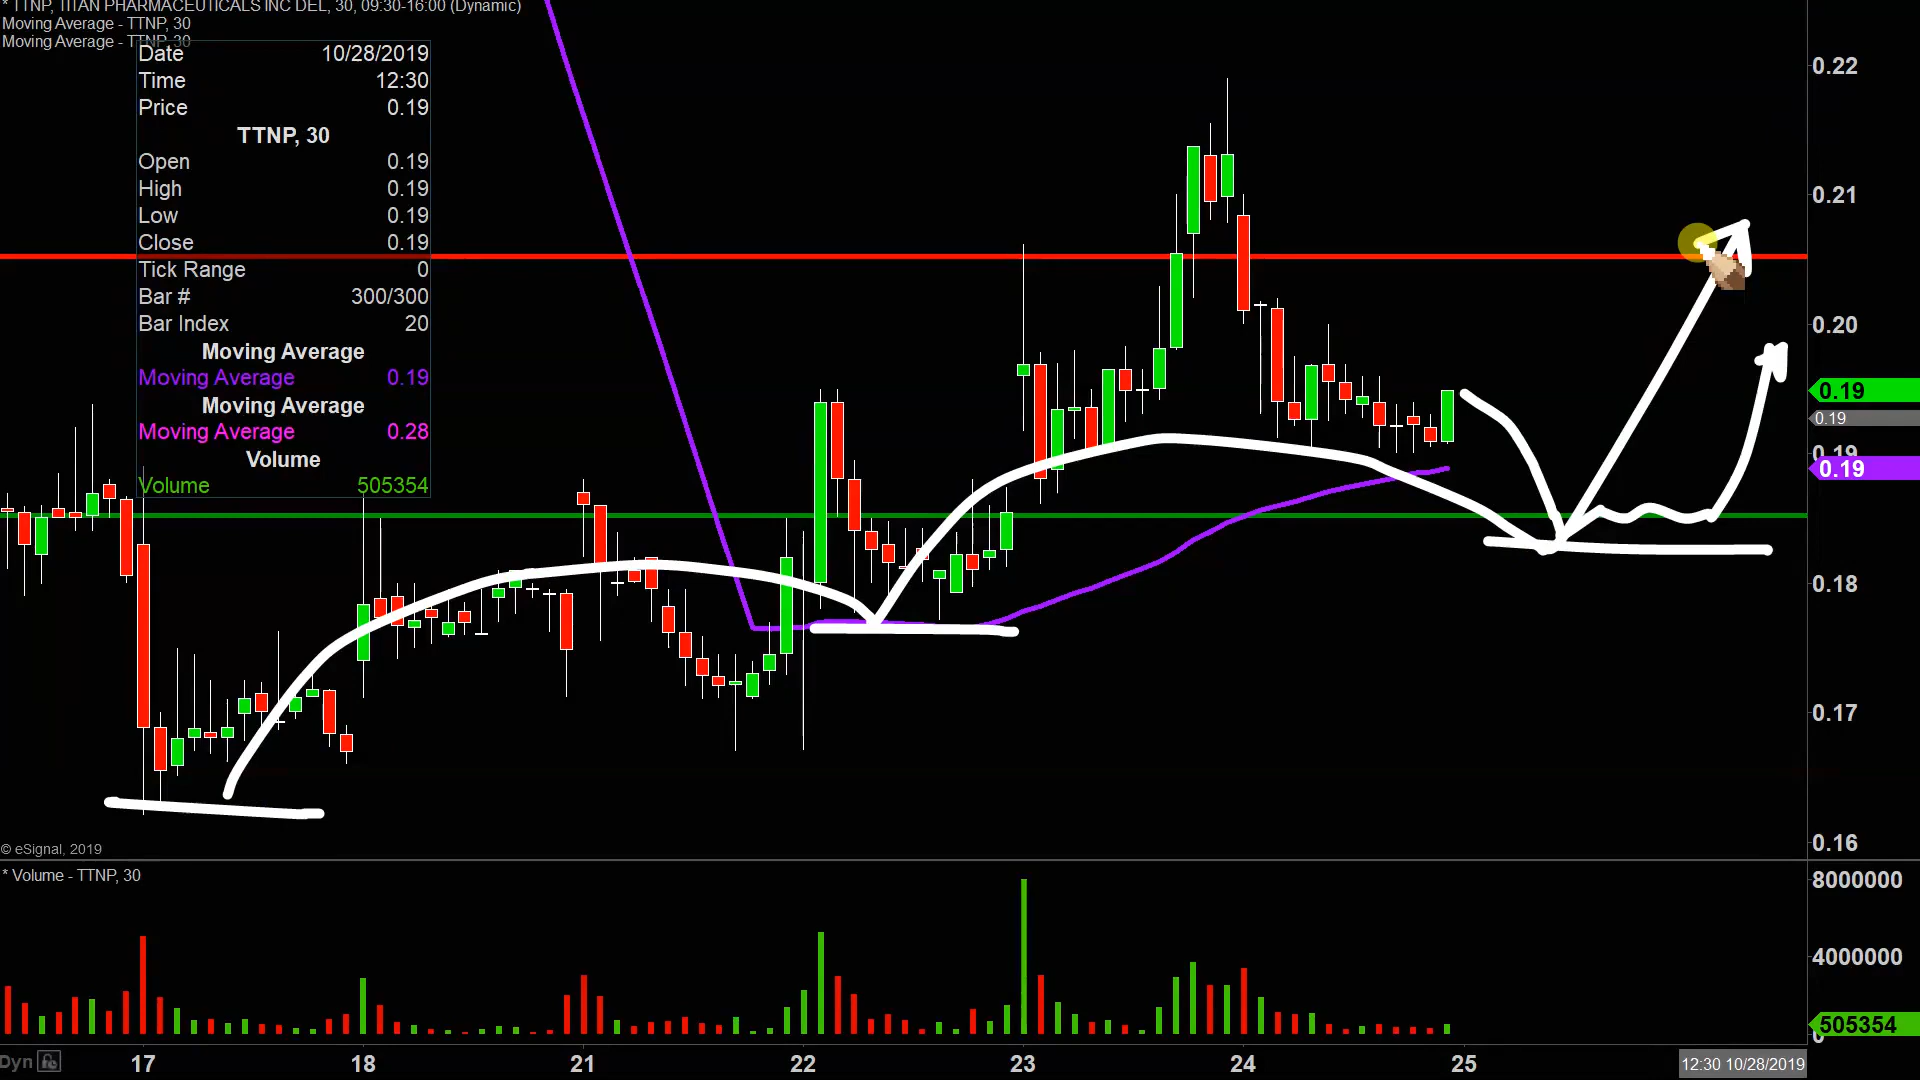 * TTNP, TITAN PHARMACEUTICALS INC DEL, 30, 09:30-16:00 (Dynamic)
Moving Average - TTNP, 30
Moving Average - TTNP, 30
Date 10/28/2019
Time 12:30
Price 0.19
TTNP, 30
Open 0.19
High 0.19
Low 0.19
Close 0.19
Tick Range 0
Bar # 300/300
Bar Index 20
Moving Average
Moving Average 0.19
Moving Average
Moving Average 0.28
Volume
Volume 505354
0.22
0.21
0.20
0.19
0.19
0.19
0.19
0.18
0.17
0.16
© eSignal, 2019
* Volume - TTNP, 30
8000000
4000000
505354
0
Dyn
17 18 21 22 23 24 25 12:30 10/28/2019